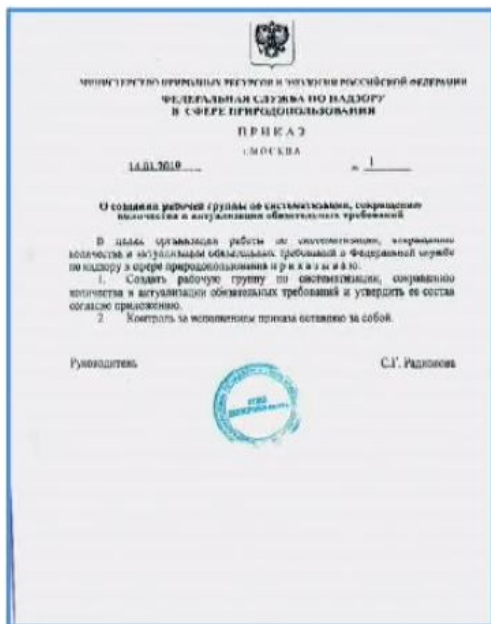 МИНИСТЕРСТВО ПРИРОДНЫХ РЕСУРСОВ И ЭКОЛОГИИ РОССИЙСКОЙ ФЕДЕРАЦИИ
ФЕДЕРАЛЬНАЯ СЛУЖБА ПО НАДЗОРУ
В СФЕРЕ ПРИРОДОПОЛЬЗОВАНИЯ
ПРИКАЗ
г.МОСКВА
14.01.2019 № 1
О создании рабочей группы по систематизации, сокращению
количества и актуализации обязательных требований
В целях организации работы по систематизации, сокращению
количества и актуализации обязательных требований в Федеральной службе
по надзору в сфере природопользования п р и к а з ы в а ю:
1. Создать рабочую группу по систематизации, сокращению
количества и актуализации обязательных требований и утвердить ее состав
согласно приложению.
2. Контроль за исполнением приказа оставляю за собой.
Руководитель С.Г. Радионова